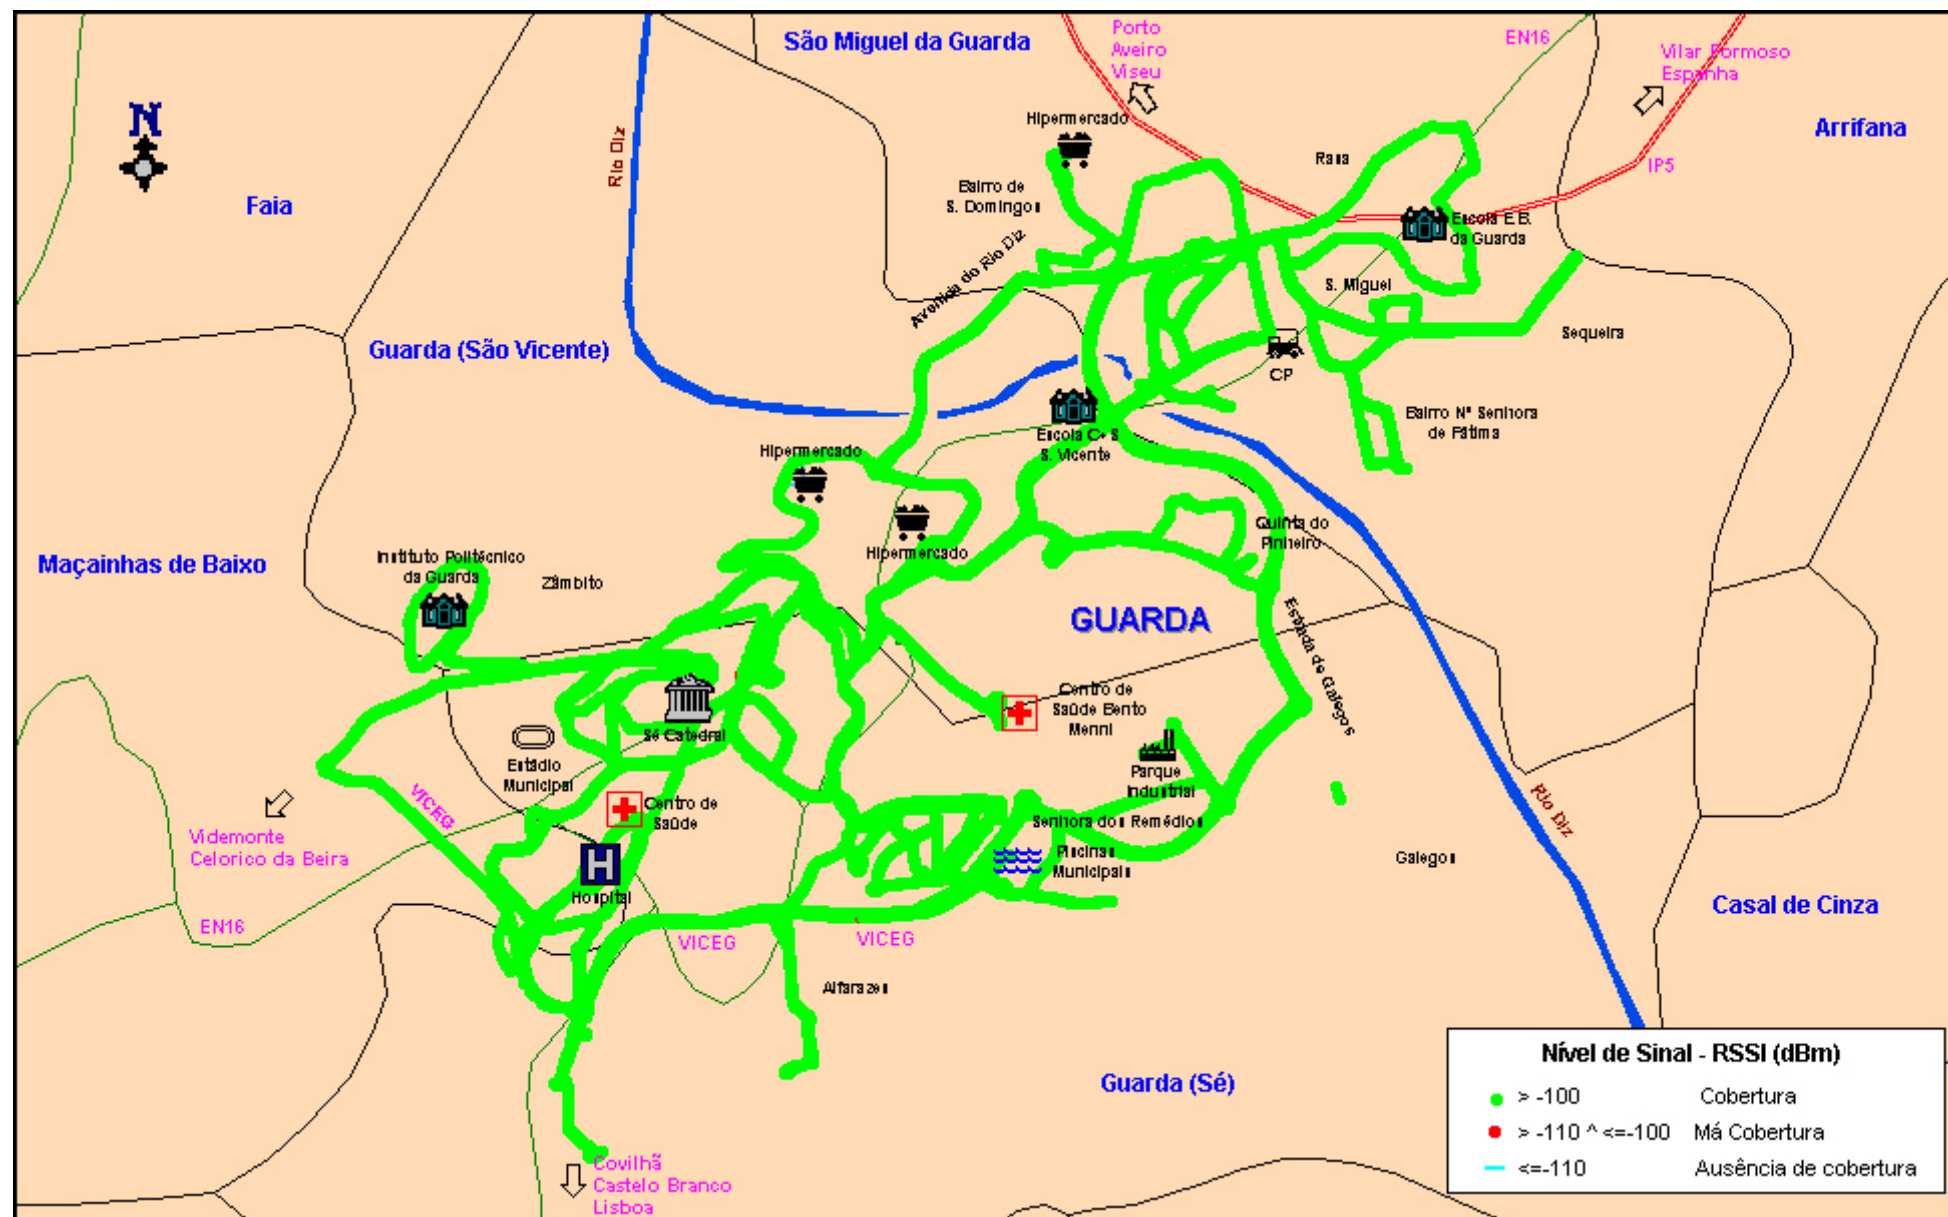 São Miguel da Guarda
Porto
Aveiro
Viseu
EN16
Vilar Formoso
Espanha
N
Hipermercado
Arrifana
Rio Diz
Rasa
IP5
Bairro de
S. Domingos
Faia
Escola E.B.
da Guarda
Avenida do Rio Diz
S. Miguel
Sequeira
Guarda (São Vicente)
CP
Bairro Nª Senhora
de Fátima
Escola C+S
S. Vicente
Hipermercado
Quinta do
Pinheiro
Hipermercado
Maçainhas de Baixo
Instituto Politécnico
da Guarda
Zâmbito
GUARDA
Estrada de Galegos
Centro de
Saúde Bento
Menni
Sé Catedral
Estádio
Municipal
Parque
Industrial
VICEG
Centro de
Saúde
Senhora dos Remédios
Rio Diz
Videmonte
Celorico da Beira
Piscinas
Municipais
Galegos
H
Hospital
Casal de Cinza
EN16
VICEG
VICEG
Alfarazes
Guarda (Sé)
Covilhã
Castelo Branco
Lisboa
Nível de Sinal - RSSI (dBm)
> -100 Cobertura
> -110 ^ <=-100 Má Cobertura
<=-110 Ausência de cobertura